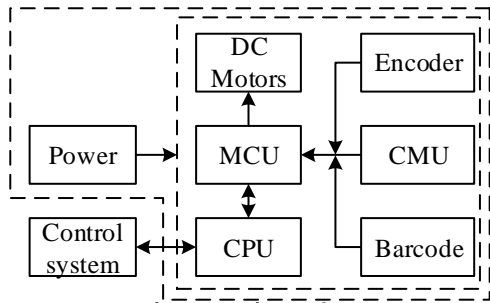 DC
Motors
Encoder
Power
MCU
CMU
Control
system
CPU
Barcode